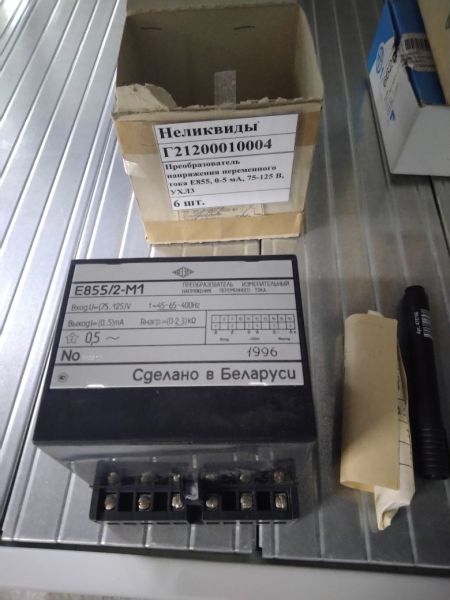 Неликвиды
Г21200010004
Преобразователь
напряжения переменного
тока Е855, 0-5 мА, 75-125 В,
УХЛ3
6 шт.
E855/2-M1
ПРЕОБРАЗОВАТЕЛЬ ИЗМЕРИТЕЛЬНЫЙ
НАПРЯЖЕНИЯ ПЕРЕМЕННОГО ТОКА
Вход:U=(75..125)V f=45-65-400Hz
Выход:I=(0..5)mA Rнагр.=(0-2-3)kΩ
0,5 ~
No 1996
Сделано в Беларуси